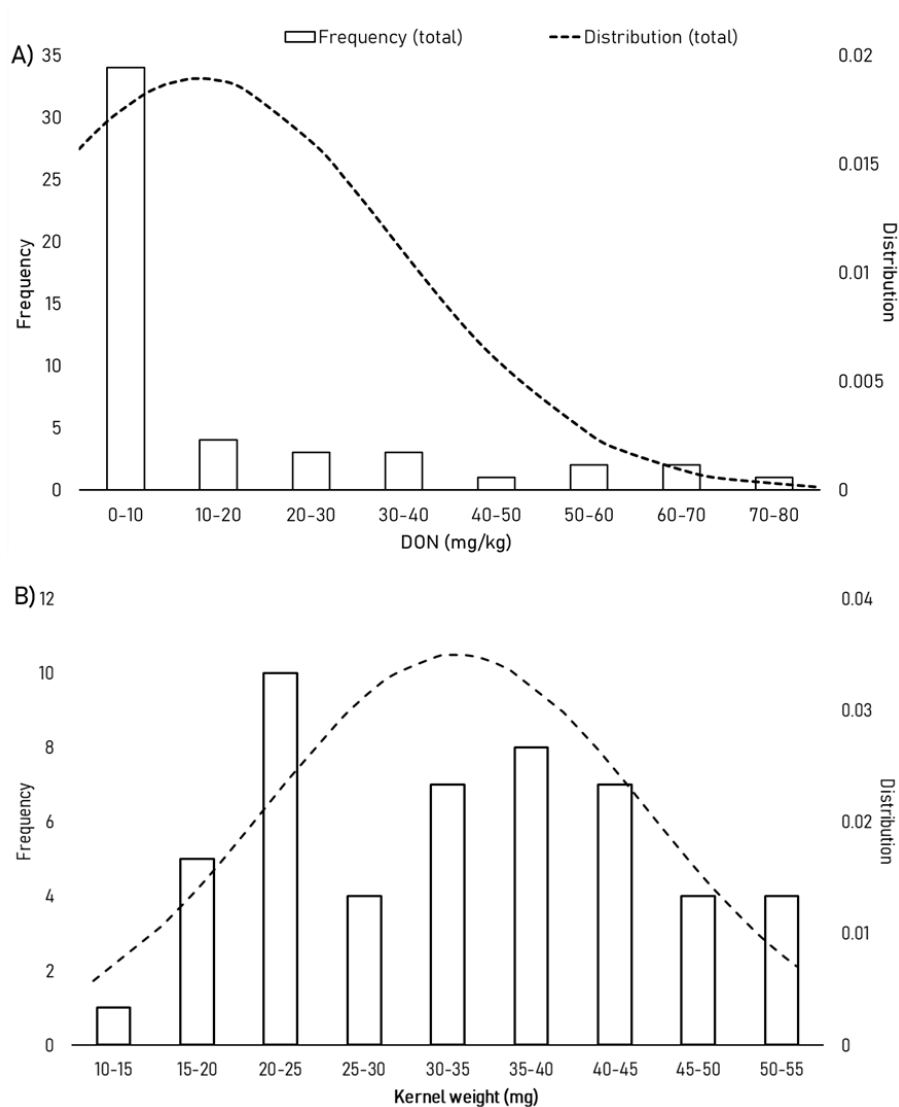 Frequency (total) Distribution (total)
A)
35
30
25
20
15
10
5
0
Frequency
0.02
0.015
0.01
0.005
0
Distribution
0-10 10-20 20-30 30-40 40-50 50-60 60-70 70-80
DON (mg/kg)
B)
12
10
8
6
4
2
0
Frequency
0.04
0.03
0.02
0.01
0
Distribution
10-15 15-20 20-25 25-30 30-35 35-40 40-45 45-50 50-55
Kernel weight (mg)